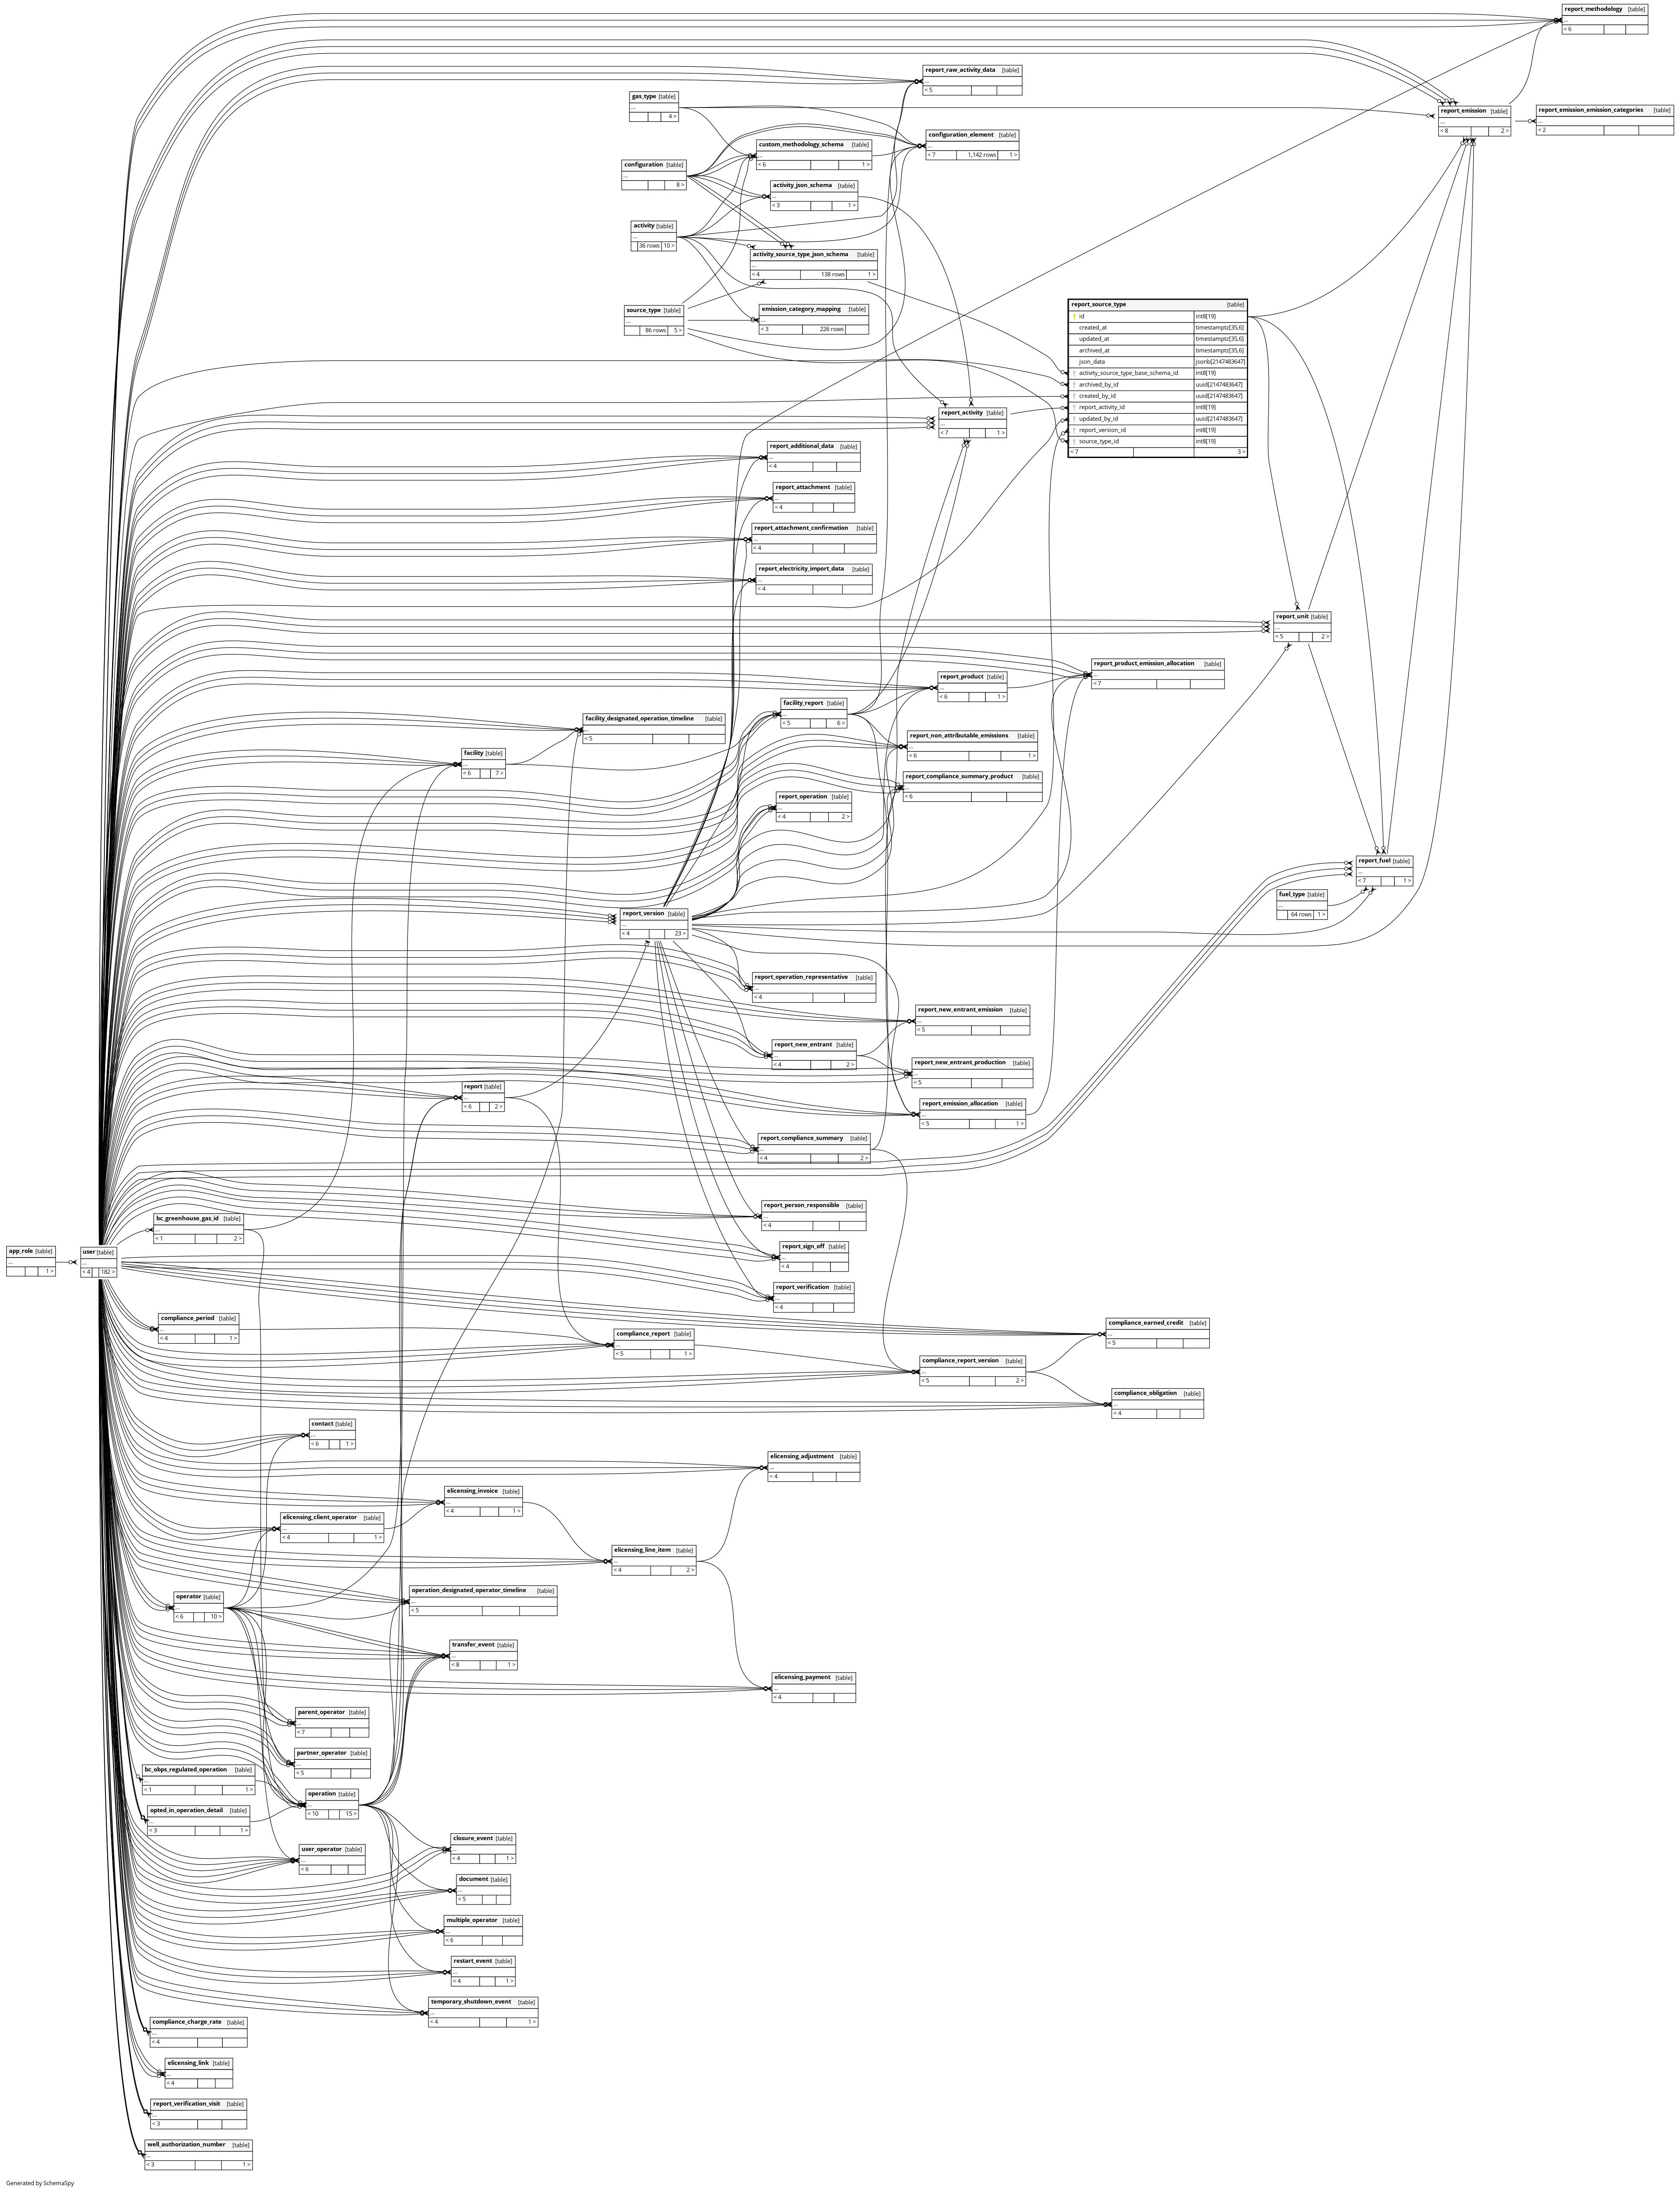 report_methodology [table]
...
< 6
report_raw_activity_data [table]
...
< 5
gas_type [table]
...
4 >
report_emission [table]
...
< 8 2 >
report_emission_emission_categories [table]
...
< 2
configuration_element [table]
...
< 7 1,142 rows 1 >
custom_methodology_schema [table]
...
< 6 1 >
configuration [table]
...
8 >
activity_json_schema [table]
...
< 3 1 >
activity [table]
...
36 rows 10 >
activity_source_type_json_schema [table]
...
< 4 138 rows 1 >
source_type [table]
...
86 rows 5 >
emission_category_mapping [table]
...
< 3 226 rows
report_source_type [table]
id int8[19]
created_at timestamptz[35,6]
updated_at timestamptz[35,6]
archived_at timestamptz[35,6]
json_data jsonb[2147483647]
activity_source_type_base_schema_id int8[19]
archived_by_id uuid[2147483647]
created_by_id uuid[2147483647]
report_activity_id int8[19]
updated_by_id uuid[2147483647]
report_version_id int8[19]
source_type_id int8[19]
< 7 3 >
report_activity [table]
...
< 7 1 >
report_additional_data [table]
...
< 4
report_attachment [table]
...
< 4
report_attachment_confirmation [table]
...
< 4
report_electricity_import_data [table]
...
< 4
report_unit [table]
...
< 5 2 >
report_product_emission_allocation [table]
...
< 7
report_product [table]
...
< 6 1 >
facility_report [table]
...
< 5 6 >
facility_designated_operation_timeline [table]
...
< 5
report_non_attributable_emissions [table]
...
< 6 1 >
facility [table]
...
< 6 7 >
report_compliance_summary_product [table]
...
< 6
report_operation [table]
...
< 4 2 >
report_fuel [table]
...
< 7 1 >
fuel_type [table]
...
64 rows 1 >
report_version [table]
...
< 4 23 >
report_operation_representative [table]
...
< 4
report_new_entrant_emission [table]
...
< 5
report_new_entrant [table]
...
< 4 2 >
report_new_entrant_production [table]
...
< 5
report [table]
...
< 6 2 >
report_emission_allocation [table]
...
< 5 1 >
report_compliance_summary [table]
...
< 4 2 >
report_person_responsible [table]
...
< 4
bc_greenhouse_gas_id [table]
...
< 1 2 >
app_role [table]
...
1 >
user [table]
...
< 4 182 >
report_sign_off [table]
...
< 4
report_verification [table]
...
< 4
compliance_period [table]
...
< 4 1 >
compliance_earned_credit [table]
...
< 5
compliance_report [table]
...
< 5 1 >
compliance_report_version [table]
...
< 5 2 >
compliance_obligation [table]
...
< 4
contact [table]
...
< 6 1 >
elicensing_adjustment [table]
...
< 4
elicensing_invoice [table]
...
< 4 1 >
elicensing_client_operator [table]
...
< 4 1 >
elicensing_line_item [table]
...
< 4 2 >
operator [table]
...
< 6 10 >
operation_designated_operator_timeline [table]
...
< 5
transfer_event [table]
...
< 8 1 >
elicensing_payment [table]
...
< 4
parent_operator [table]
...
< 7
partner_operator [table]
...
< 5
bc_obps_regulated_operation [table]
...
< 1 1 >
operation [table]
...
< 10 15 >
opted_in_operation_detail [table]
...
< 3 1 >
closure_event [table]
...
< 4 1 >
user_operator [table]
...
< 6
document [table]
...
< 5
multiple_operator [table]
...
< 6
restart_event [table]
...
< 4 1 >
temporary_shutdown_event [table]
...
< 4 1 >
compliance_charge_rate [table]
...
< 4
elicensing_link [table]
...
< 4
report_verification_visit [table]
...
< 3
well_authorization_number [table]
...
< 3 1 >
Generated by SchemaSpy